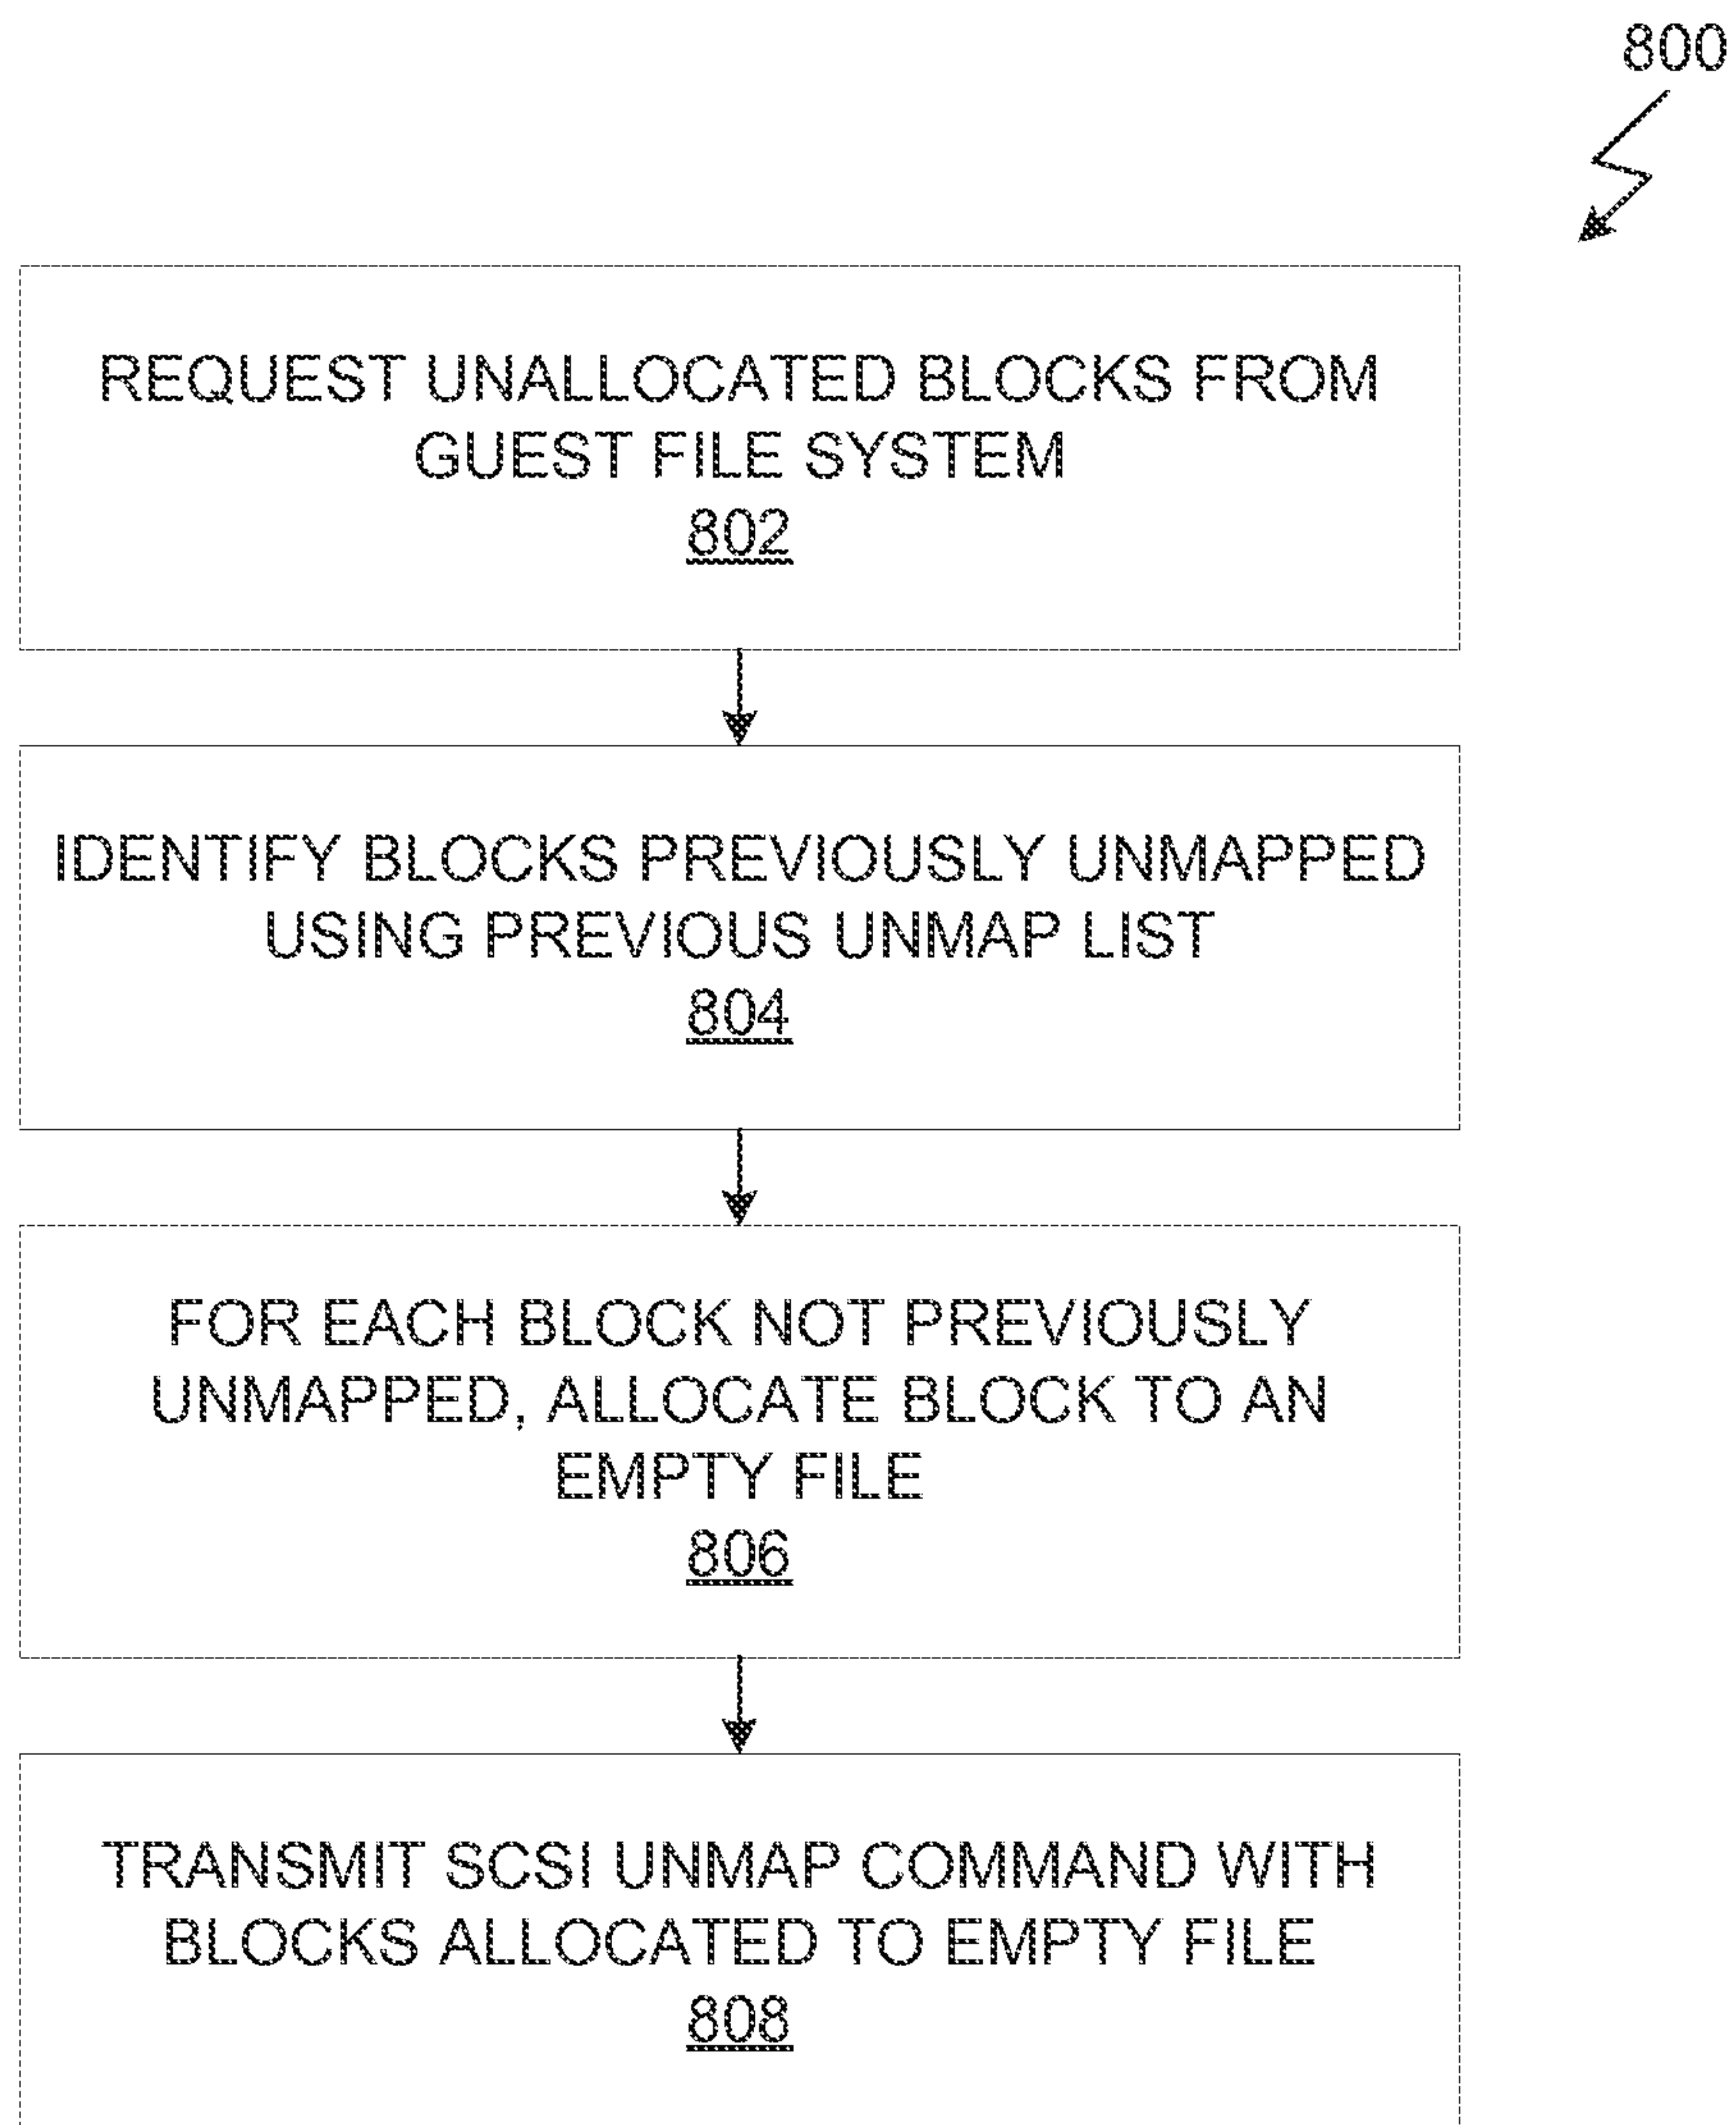 800
REQUEST UNALLOCATED BLOCKS FROM
GUEST FILE SYSTEM
802
IDENTIFY BLOCKS PREVIOUSLY UNMAPPED
USING PREVIOUS UNMAP LIST
804
FOR EACH BLOCK NOT PREVIOUSLY
UNMAPPED, ALLOCATE BLOCK TO AN
EMPTY FILE
806
TRANSMIT SCSI UNMAP COMMAND WITH
BLOCKS ALLOCATED TO EMPTY FILE
808